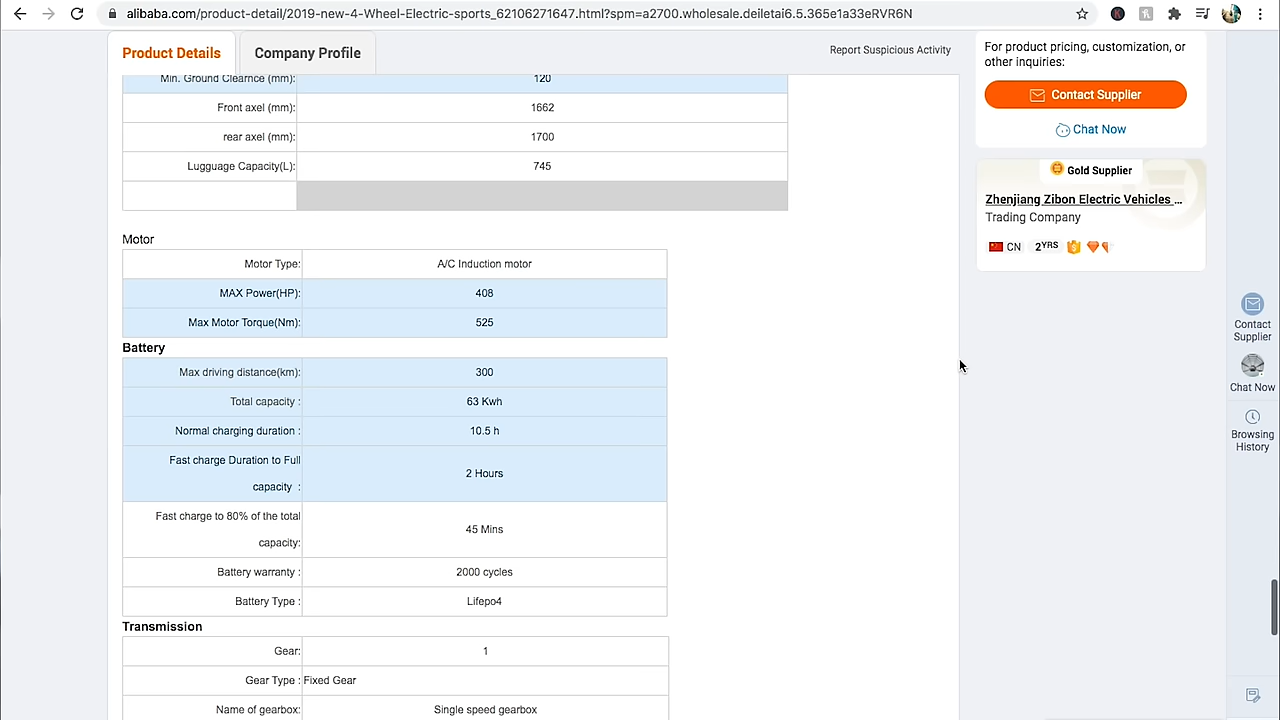 alibaba.com/product-detail/2019-new-4-Wheel-Electric-sports_62106271647.html?spm=a2700.wholesale.deiletai6.5.365e1a33eRVR6N
Product Details
Company Profile
Report Suspicious Activity
Min. Ground Clearnce (mm): 120
Front axel (mm): 1662
rear axel (mm): 1700
Lugguage Capacity(L): 745
Motor
Motor Type: A/C Induction motor
MAX Power(HP): 408
Max Motor Torque(Nm): 525
Battery
Max driving distance(km): 300
Total capacity : 63 Kwh
Normal charging duration : 10.5 h
Fast charge Duration to Full
capacity : 2 Hours
Fast charge to 80% of the total
capacity: 45 Mins
Battery warranty : 2000 cycles
Battery Type : Lifepo4
Transmission
Gear: 1
Gear Type : Fixed Gear
Name of gearbox: Single speed gearbox
For product pricing, customization, or
other inquiries:
Contact Supplier
Chat Now
Gold Supplier
Zhenjiang Zibon Electric Vehicles ...
Trading Company
CN 2YRS
Contact
Supplier
Chat Now
Browsing
History